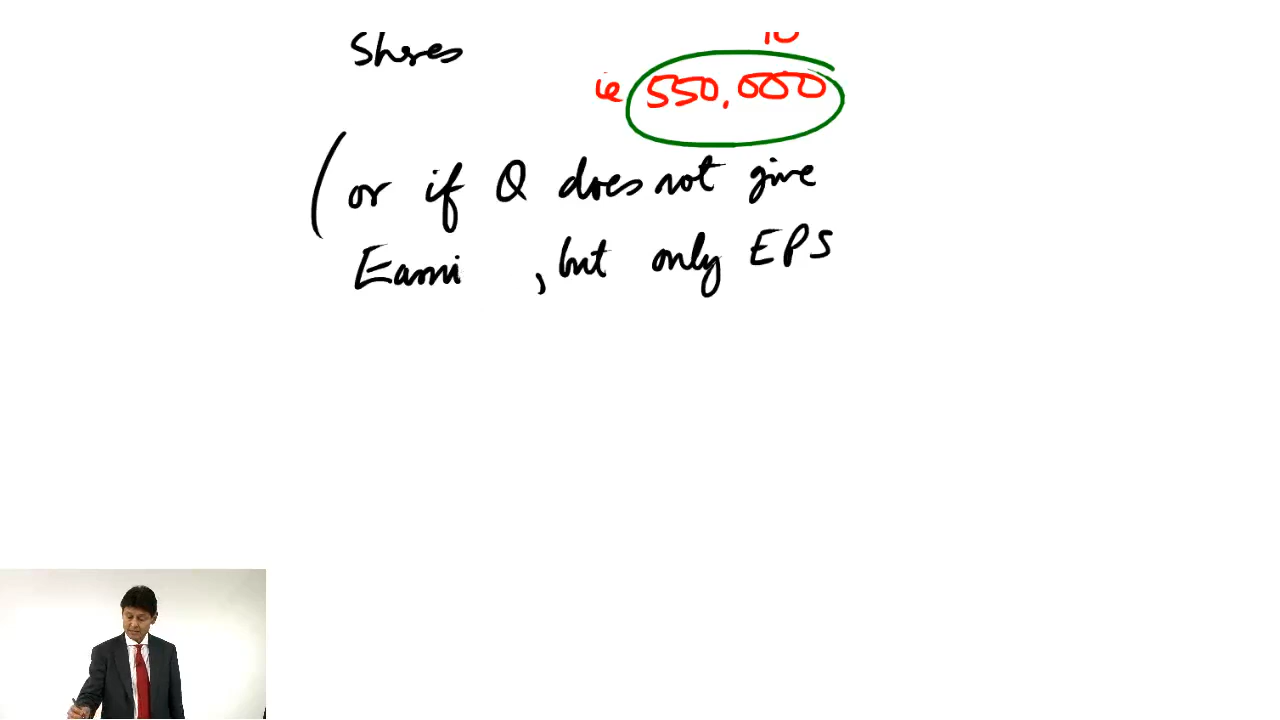 Shares
ie 550,000
(or if Q does not give
Earni , but only EPS